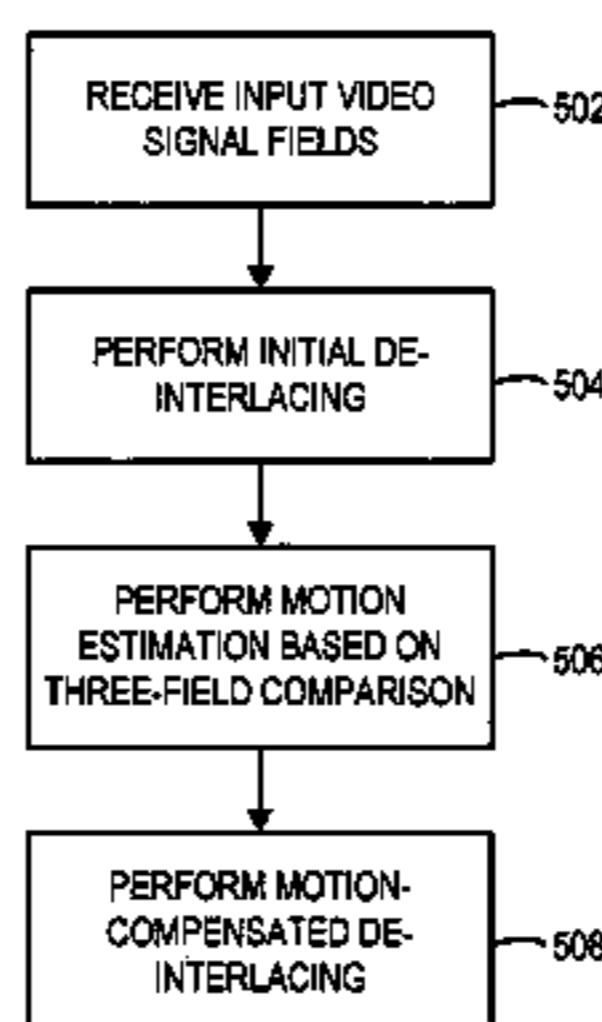 RECEIVE INPUT VIDEO
SIGNAL FIELDS
502
PERFORM INITIAL DE-
INTERLACING
504
PERFORM MOTION
ESTIMATION BASED ON
THREE-FIELD COMPARISON
506
PERFORM MOTION-
COMPENSATED DE-
INTERLACING
508